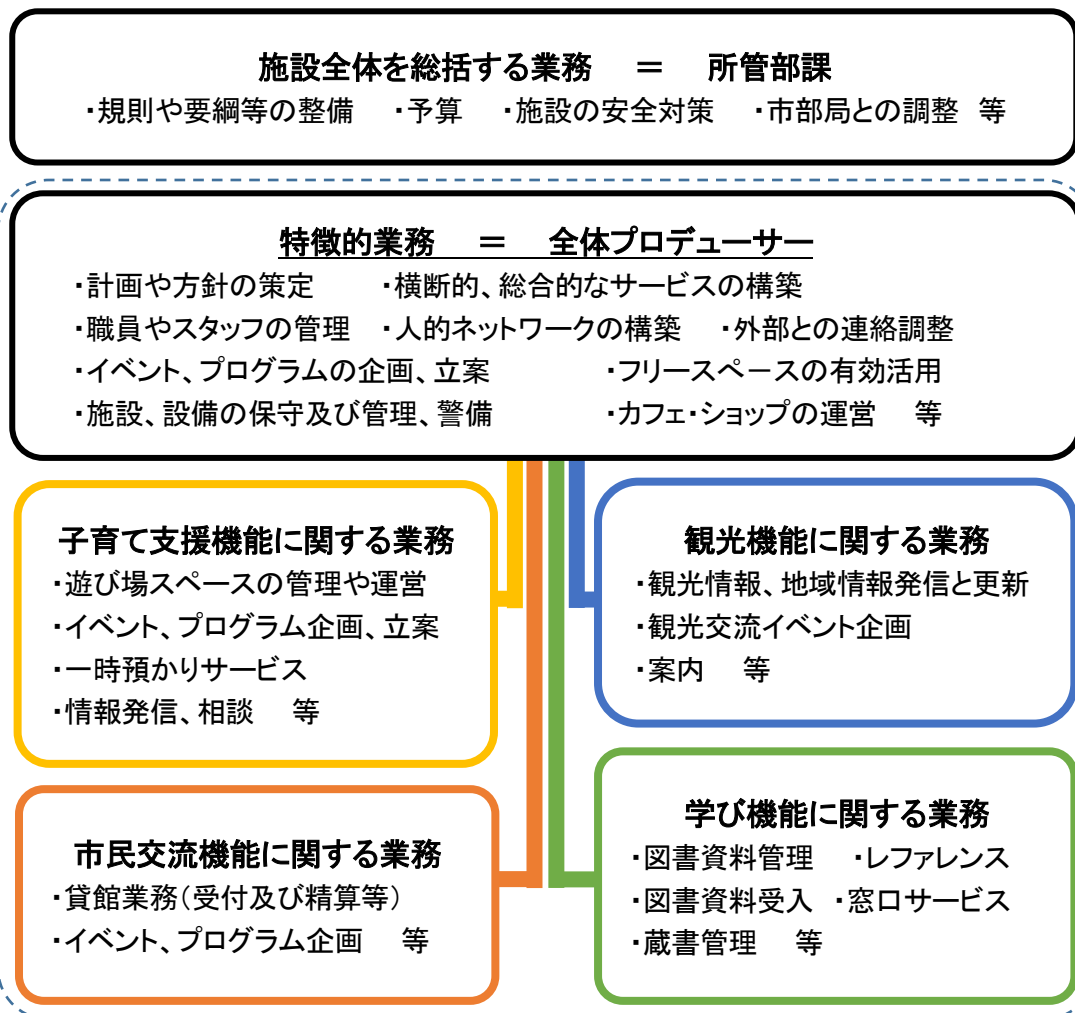 施設全体を総括する業務　＝　所管部課
・規則や要綱等の整備　・予算　・施設の安全対策　・市部局との調整　等
特徴的業務　＝　全体プロデューサー
・計画や方針の策定　・横断的、総合的なサービスの構築
・職員やスタッフの管理　・人的ネットワークの構築　・外部との連絡調整
・イベント、プログラムの企画、立案　・フリースペースの有効活用
・施設、設備の保守及び管理、警備　・カフェ・ショップの運営　等
子育て支援機能に関する業務
・遊び場スペースの管理や運営
・イベント、プログラム企画、立案
・一時預かりサービス
・情報発信、相談　等
観光機能に関する業務
・観光情報、地域情報発信と更新
・観光交流イベント企画
・案内　等
市民交流機能に関する業務
・貸館業務（受付及び精算等）
・イベント、プログラム企画　等
学び機能に関する業務
・図書資料管理　・レファレンス
・図書資料受入　・窓口サービス
・蔵書管理　等